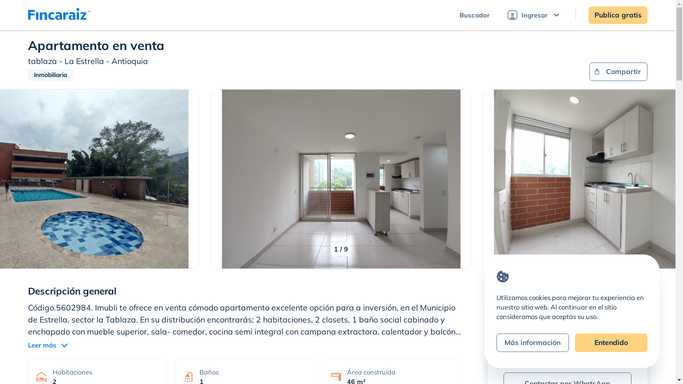 Fincaraiz
Buscador
Ingresar
Publica gratis
Apartamento en venta
tablaza - La Estrella - Antioquia
Inmobiliaria
Compartir
1 / 9
Descripción general
Código.5602984. Imubli te ofrece en venta cómodo apartamento excelente opción para a inversión, en el Municipio
de Estrella, sector la Tablaza. En su distribución encontrarás; 2 habitaciones, 2 closets, 1 baño social cabinado y
enchapado con mueble superior, sala- comedor, cocina semi integral con campana extractora, calentador y balcón...
Leer más
Utilizamos cookies para mejorar tu experiencia en
nuestro sitio web. Al continuar en el sitio
consideramos que aceptas su uso.
Más información
Entendido
Habitaciones
2
Baños
1
Área construida
46 m²
Contactar por WhatsApp